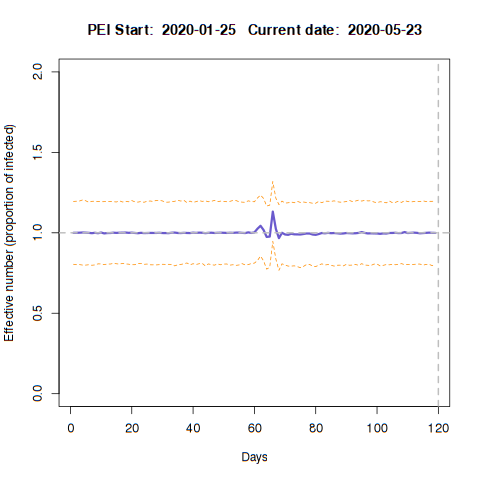 PEI Start:  2020-01-25   Current date:  2020-05-23
Effective number (proportion of infected)
2.0
1.5
1.0
0.5
0.0
0 20 40 60 80 100 120
Days